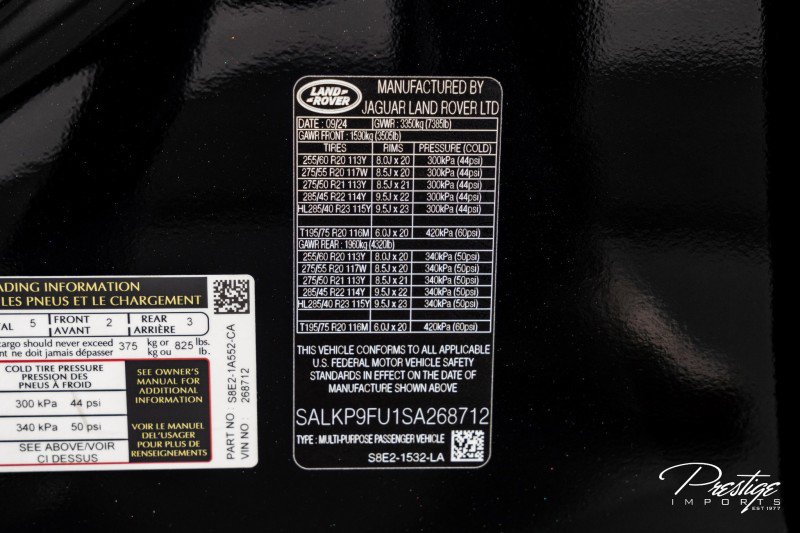 LAND-
-ROVER
MANUFACTURED BY
JAGUAR LAND ROVER LTD
DATE : 09/24 GVWR : 3350kg (7385lb)
GAWR FRONT : 1590kg (3505lb)
TIRES RIMS PRESSURE (COLD)
255/60 R20 113Y 8.0J x 20 300kPa (44psi)
275/55 R20 117W 8.5J x 20 300kPa (44psi)
275/50 R21 113Y 8.5J x 21 300kPa (44psi)
285/45 R22 114Y 9.5J x 22 300kPa (44psi)
HL285/40 R23 115Y 9.5J x 23 300kPa (44psi)
T195/75 R20 116M 6.0J x 20 420kPa (60psi)
GAWR REAR : 1960kg (4320lb)
255/60 R20 113Y 8.0J x 20 340kPa (50psi)
275/55 R20 117W 8.5J x 20 340kPa (50psi)
275/50 R21 113Y 8.5J x 21 340kPa (50psi)
285/45 R22 114Y 9.5J x 22 340kPa (50psi)
HL285/40 R23 115Y 9.5J x 23 340kPa (50psi)
T195/75 R20 116M 6.0J x 20 420kPa (60psi)
THIS VEHICLE CONFORMS TO ALL APPLICABLE
U.S. FEDERAL MOTOR VEHICLE SAFETY
STANDARDS IN EFFECT ON THE DATE OF
MANUFACTURE SHOWN ABOVE
SALKP9FU1SA268712
TYPE : MULTI-PURPOSE PASSENGER VEHICLE
S8E2-1532-LA
ADING INFORMATION
LES PNEUS ET LE CHARGEMENT
TAL 5 FRONT AVANT 2 REAR ARRIÈRE 3
cargo should never exceed 375 kg or 825 lbs.
nt ne doit jamais dépasser kg ou lb.
COLD TIRE PRESSURE
PRESSION DES
PNEUS À FROID
300 kPa 44 psi
340 kPa 50 psi
SEE ABOVE/VOIR
CI DESSUS
SEE OWNER'S
MANUAL FOR
ADDITIONAL
INFORMATION
VOIR LE MANUEL
DE L'USAGER
POUR PLUS DE
RENSEIGNEMENTS
PART NO : S8E2-1A552-CA
VIN NO : 268712
Prestige
IMPORTS
EST 1977